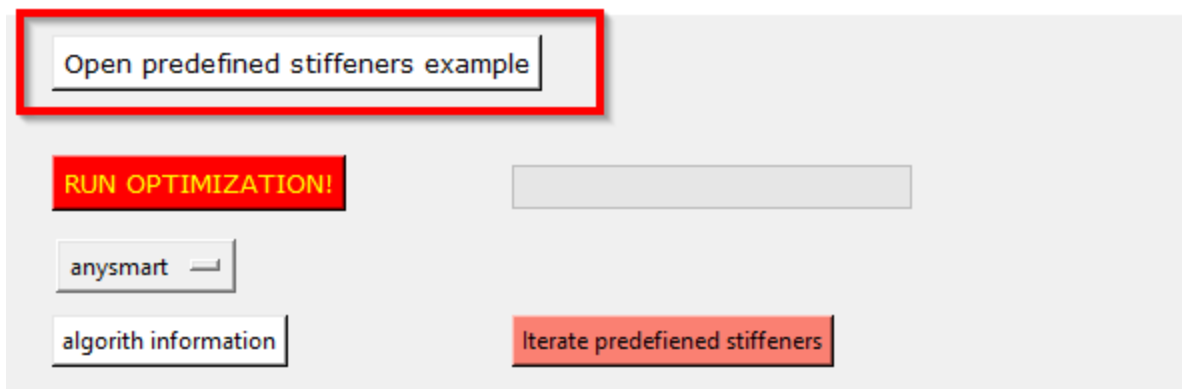 Open predefined stiffeners example
RUN OPTIMIZATION!
anysmart
algorith information
Iterate predefiened stiffeners